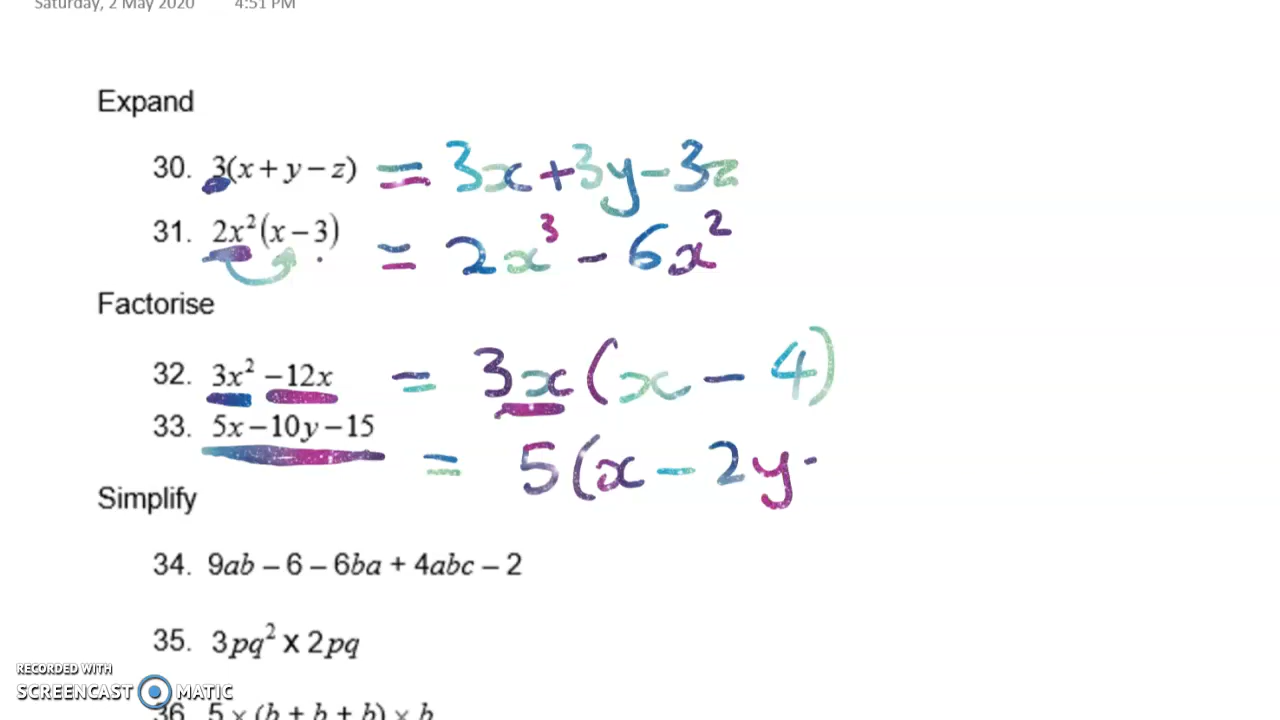 Saturday, 2 May 2020 4:51 PM
Expand
30. 3(x + y − z) = 3x + 3y − 3z
31. 2x²(x − 3) = 2x³ − 6x²
Factorise
32. 3x² − 12x = 3x(x − 4)
33. 5x − 10y − 15 = 5(x − 2y -
Simplify
34. 9ab – 6 – 6ba + 4abc – 2
35. 3pq² x 2pq
36. 5 × (b + b + b) × b
RECORDED WITH
SCREENCAST MATIC